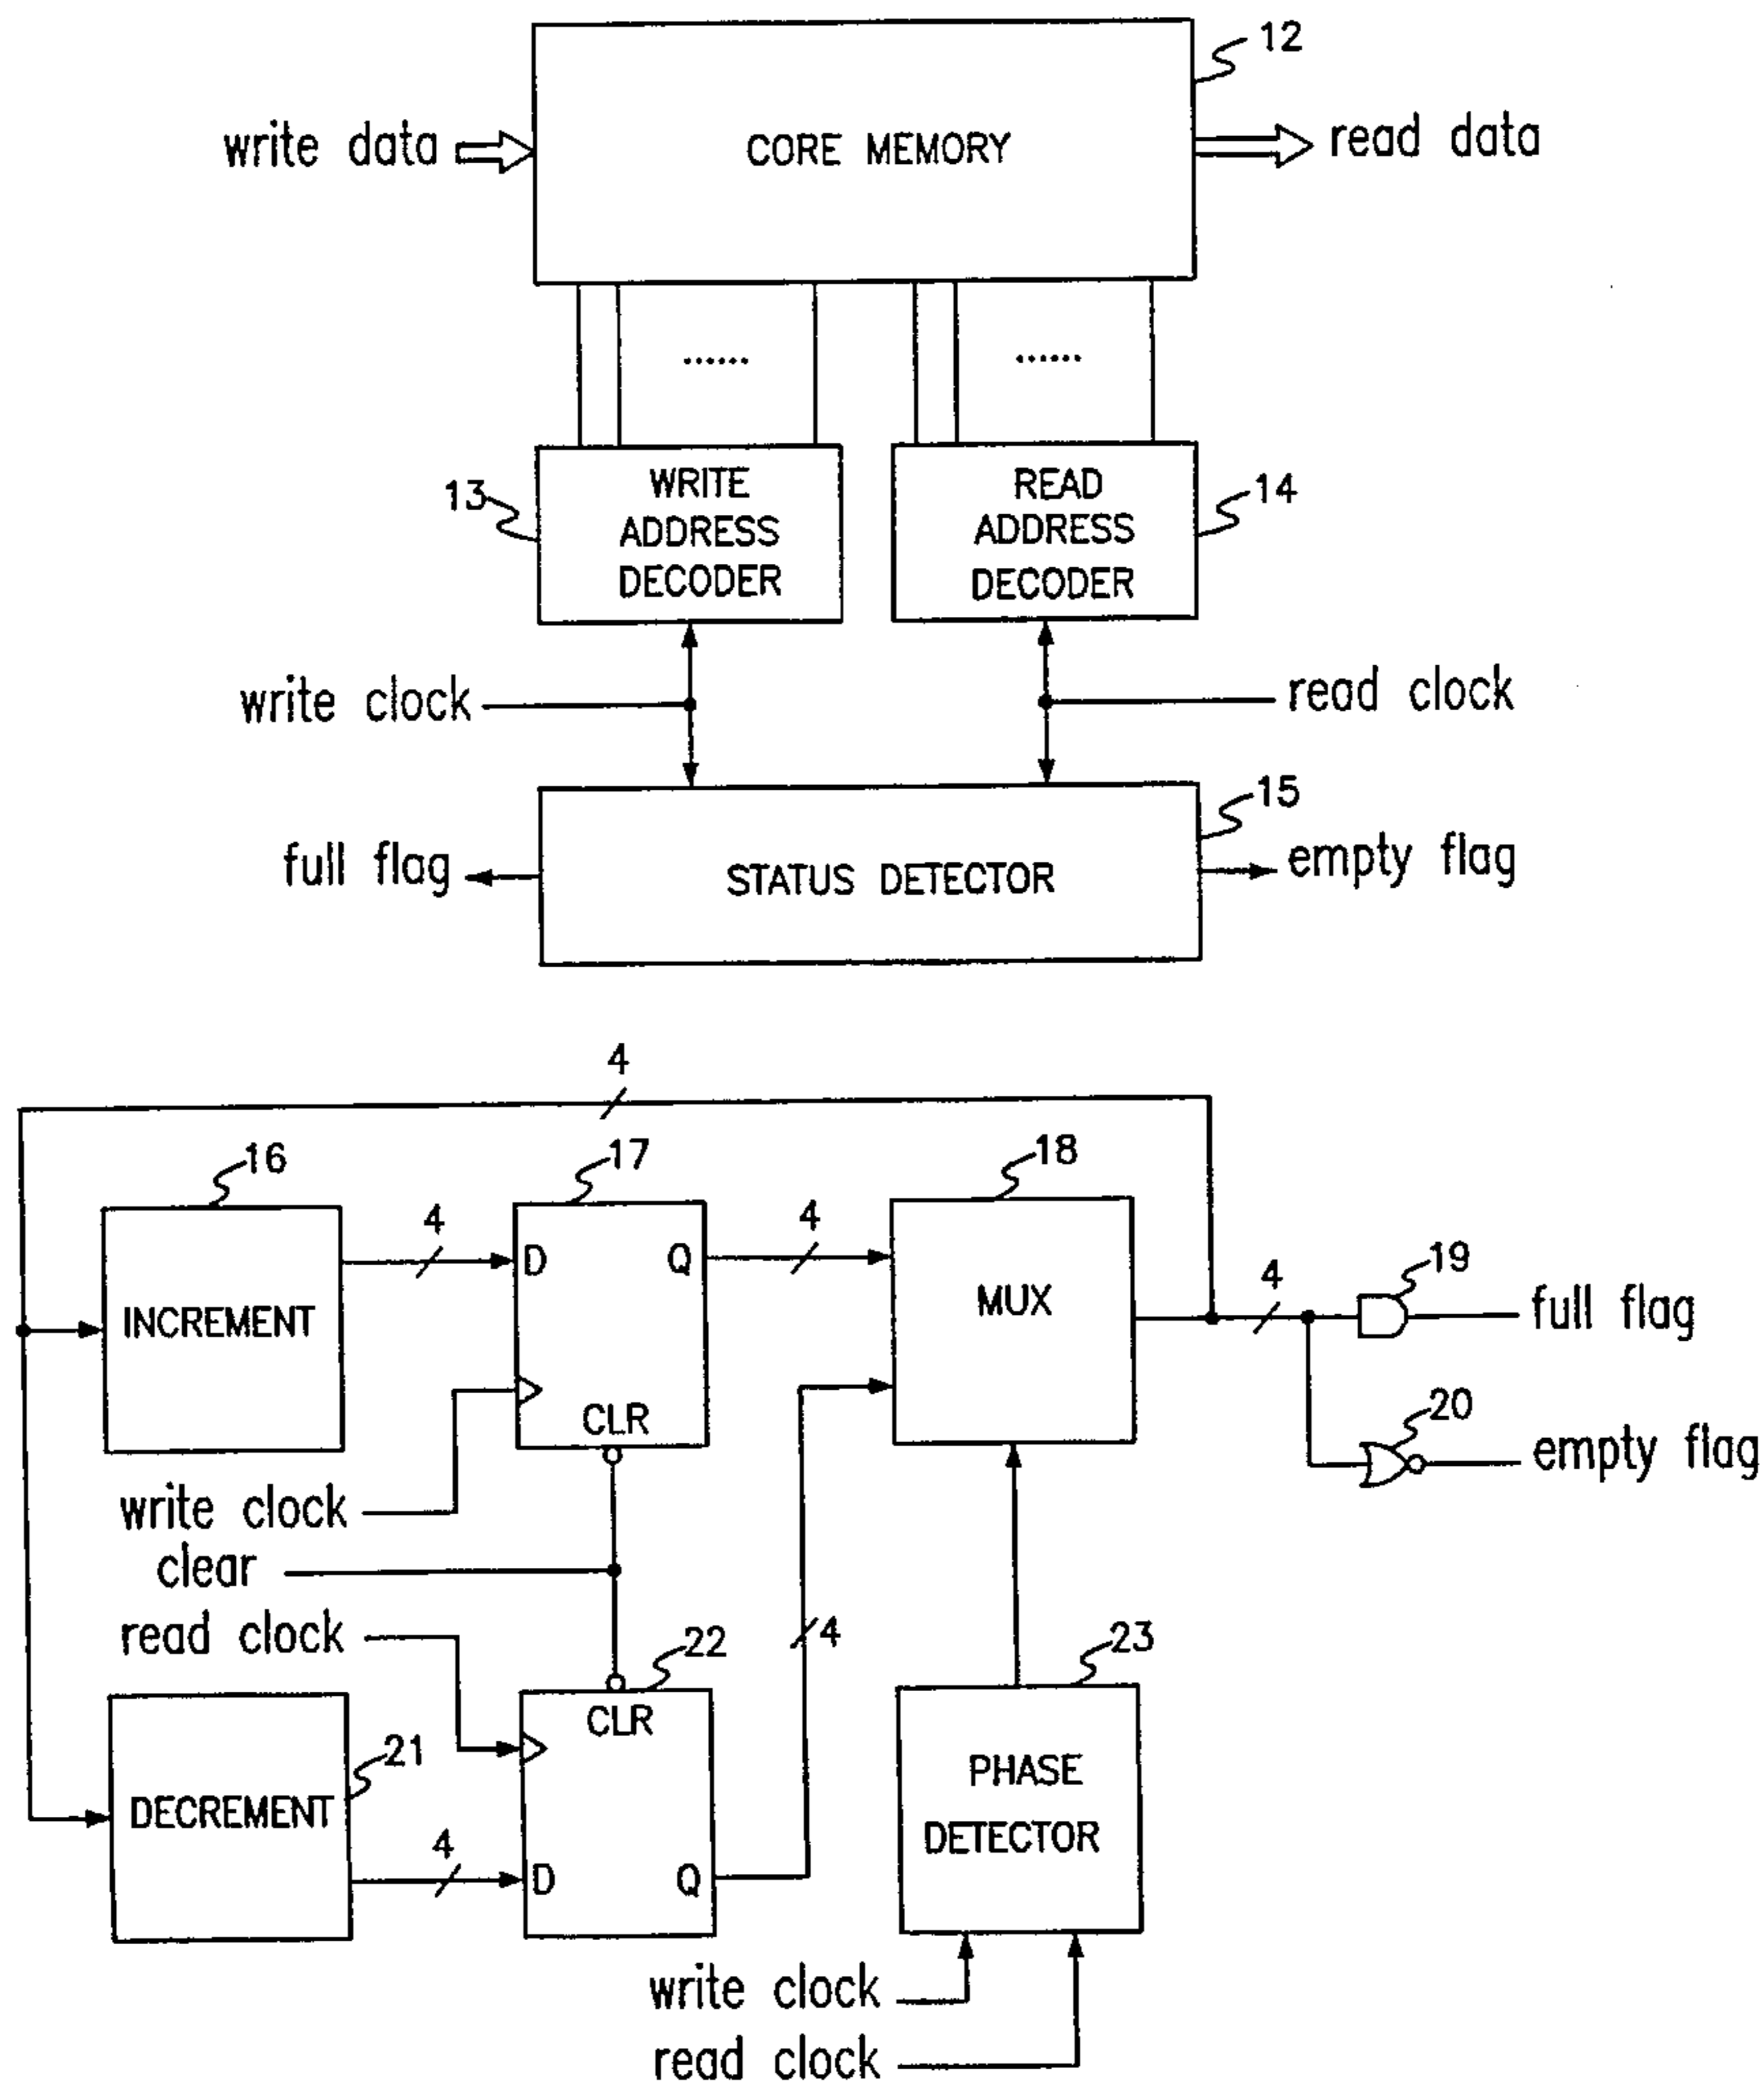 12
write data
CORE MEMORY
read data
......
......
13
WRITE
ADDRESS
DECODER
READ
ADDRESS
DECODER
14
write clock
read clock
15
full flag
STATUS DETECTOR
empty flag
4
16
17
18
4
4
D
Q
INCREMENT
MUX
4
19
full flag
CLR
20
empty flag
write clock
clear
read clock
4
22
23
CLR
21
PHASE
DETECTOR
DECREMENT
4
D
Q
write clock
read clock